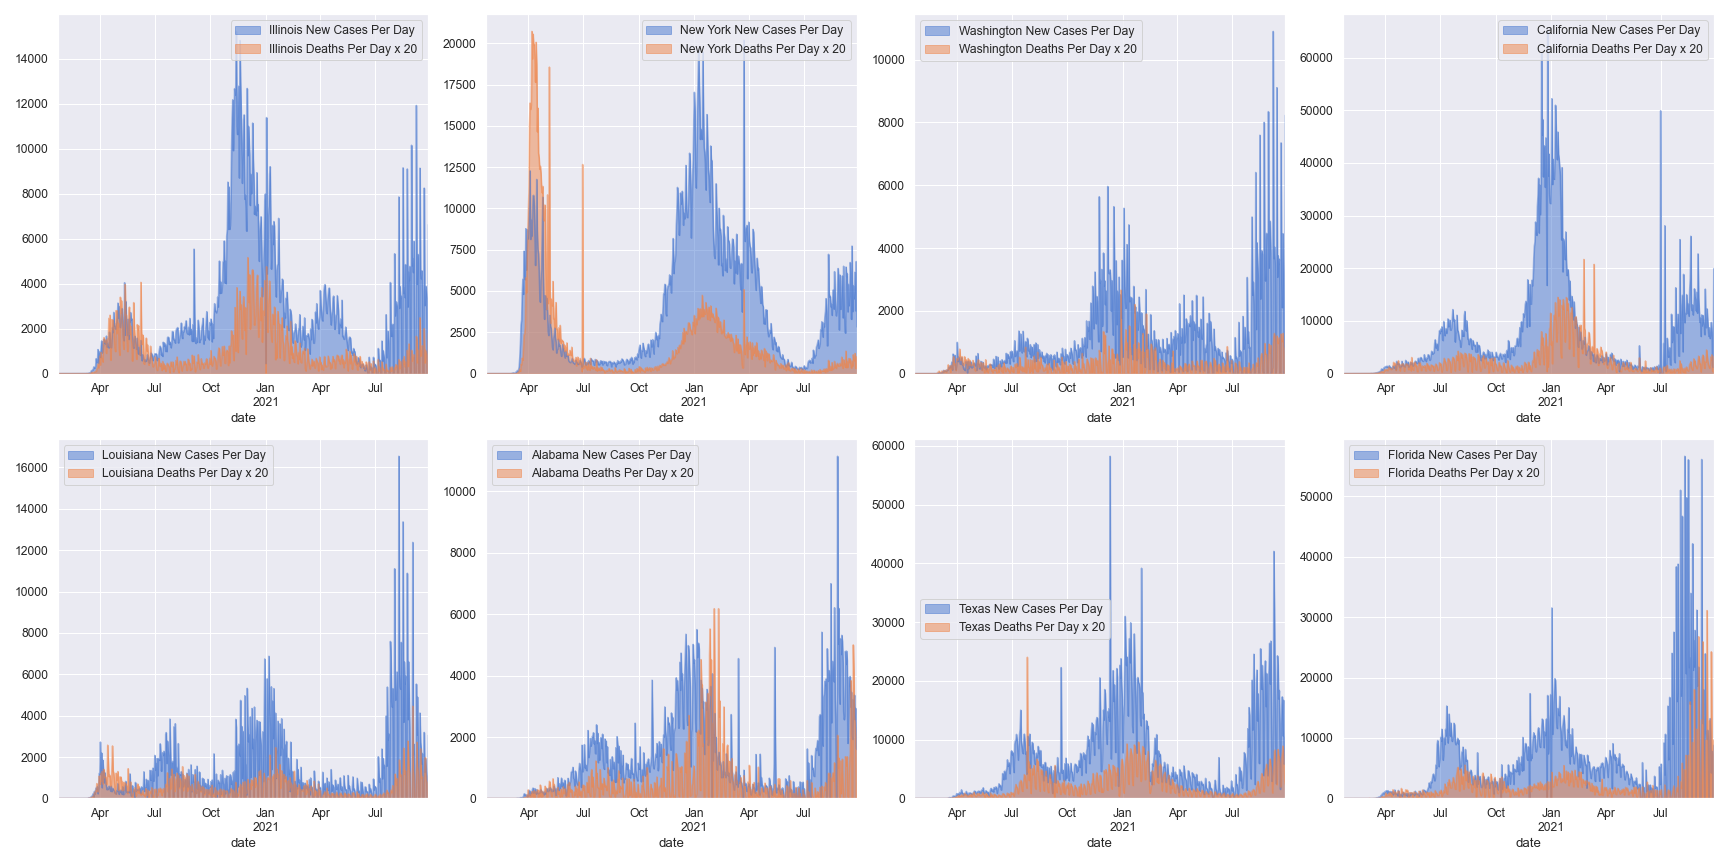 Illinois New Cases Per Day
Illinois Deaths Per Day x 20
14000
12000
10000
8000
6000
4000
2000
0
Apr Jul Oct Jan Apr Jul
2021
date
New York New Cases Per Day
New York Deaths Per Day x 20
20000
17500
15000
12500
10000
7500
5000
2500
0
Apr Jul Oct Jan Apr Jul
2021
date
Washington New Cases Per Day
Washington Deaths Per Day x 20
10000
8000
6000
4000
2000
0
Apr Jul Oct Jan Apr Jul
2021
date
California New Cases Per Day
California Deaths Per Day x 20
60000
50000
40000
30000
20000
10000
0
Apr Jul Oct Jan Apr Jul
2021
date
Louisiana New Cases Per Day
Louisiana Deaths Per Day x 20
16000
14000
12000
10000
8000
6000
4000
2000
0
Apr Jul Oct Jan Apr Jul
2021
date
Alabama New Cases Per Day
Alabama Deaths Per Day x 20
10000
8000
6000
4000
2000
0
Apr Jul Oct Jan Apr Jul
2021
date
60000
50000
40000
Texas New Cases Per Day
Texas Deaths Per Day x 20
30000
20000
10000
0
Apr Jul Oct Jan Apr Jul
2021
date
Florida New Cases Per Day
Florida Deaths Per Day x 20
50000
40000
30000
20000
10000
0
Apr Jul Oct Jan Apr Jul
2021
date